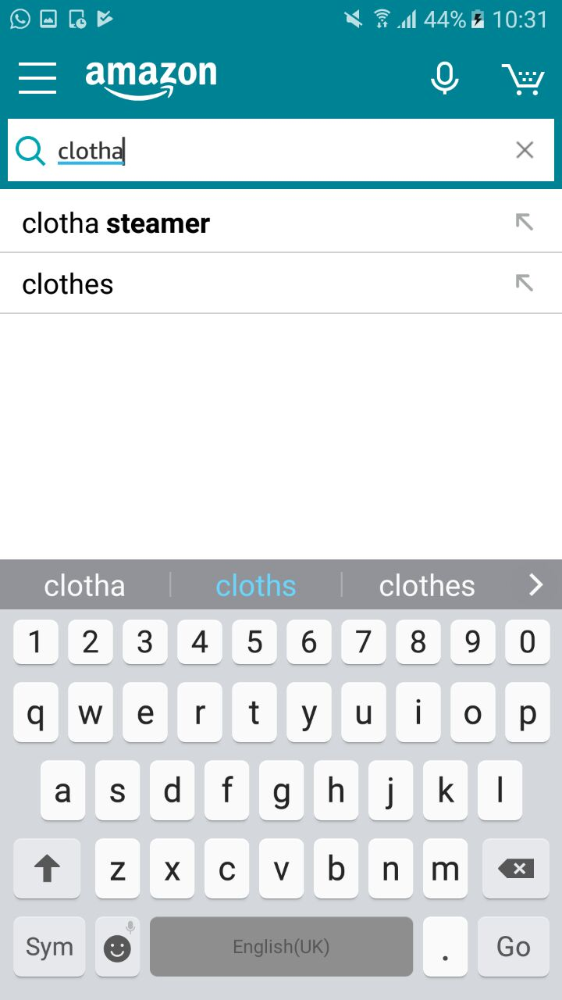 44% 10:31
amazon
clotha
clotha steamer
clothes
clotha cloths clothes
1 2 3 4 5 6 7 8 9 0
q w e r t y u i o p
a s d f g h j k l
z x c v b n m
Sym English(UK) . Go